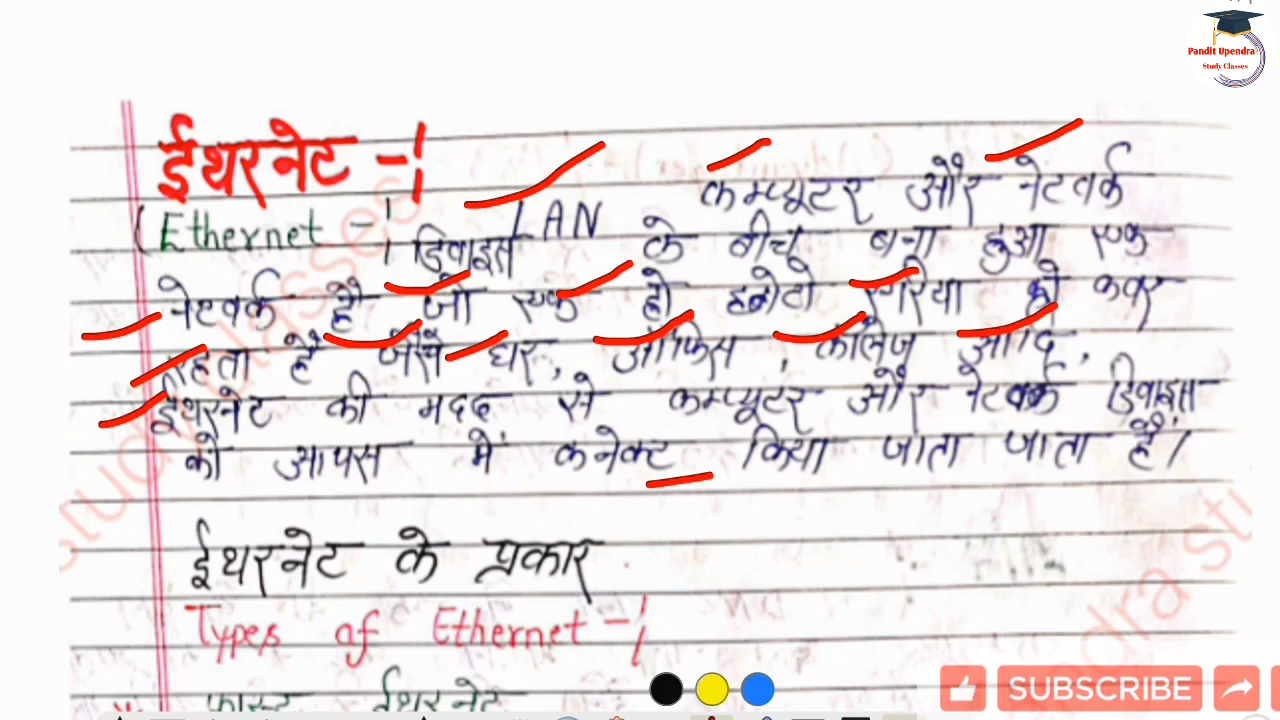 Pandit Upendra
Study Classes
ईथरनेट -!
LAN कम्प्यूटर और नेटवर्क
(Ethernet -! डिवाइस के बीच बना हुआ एक
नेटवर्क है जो एक ही छोटो एरिया को कवर
रहता है जैसे घर, ऑफिस, कॉलेज आदि,
ईथरनेट की मदद से कम्प्यूटर और नेटवर्क डिवाइस
को आपस में कनेक्ट किया जाता जाता है।
ईथरनेट के प्रकार
Types of Ethernet -!
फास्ट ईथरनेट
SUBSCRIBE